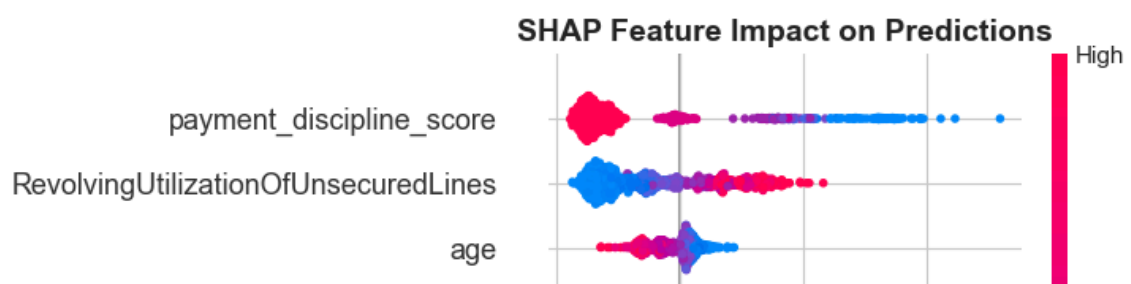 SHAP Feature Impact on Predictions
High
payment_discipline_score
RevolvingUtilizationOfUnsecuredLines
age